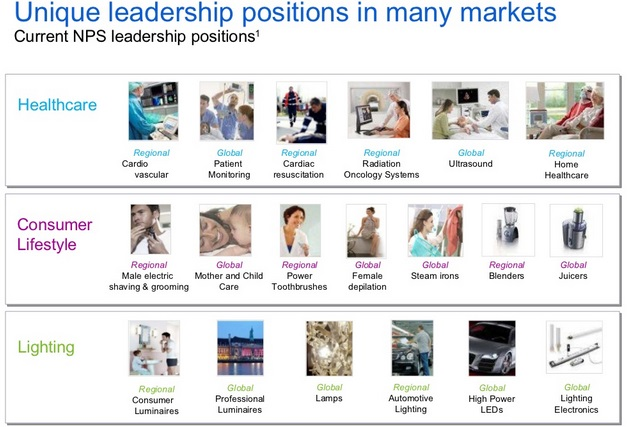 Unique leadership positions in many markets
Current NPS leadership positions1
Healthcare
Regional
Cardio
vascular
Global
Patient
Monitoring
Regional
Cardiac
resuscitation
Regional
Radiation
Oncology Systems
Global
Ultrasound
Regional
Home
Healthcare
Consumer
Lifestyle
Regional
Male electric
shaving & grooming
Global
Mother and Child
Care
Regional
Power
Toothbrushes
Global
Female
depilation
Global
Steam irons
Regional
Blenders
Global
Juicers
Lighting
Regional
Consumer
Luminaires
Global
Professional
Luminaires
Global
Lamps
Regional
Automotive
Lighting
Global
High Power
LEDs
Global
Lighting
Electronics